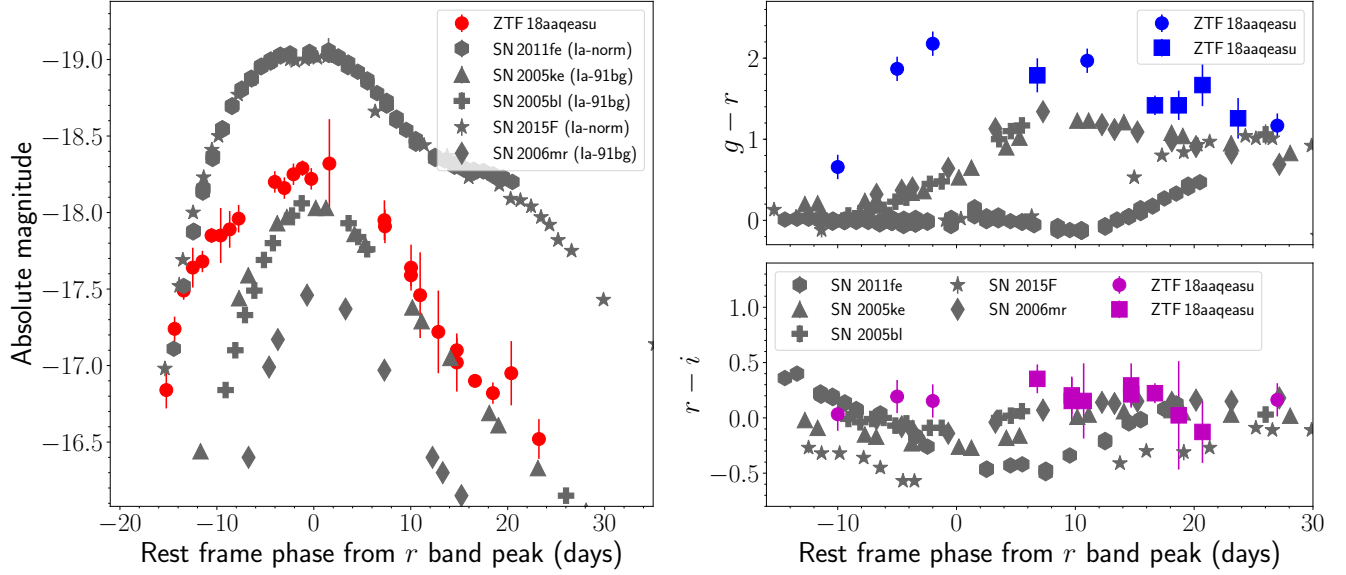 Absolute magnitude
−19.0
−18.5
−18.0
−17.5
−17.0
−16.5
ZTF 18aaqeasu
SN 2011fe (Ia-norm)
SN 2005ke (Ia-91bg)
SN 2005bl (Ia-91bg)
SN 2015F (Ia-norm)
SN 2006mr (Ia-91bg)
−20
−10
0
10
20
30
Rest frame phase from r band peak (days)
g − r
2
1
0
ZTF 18aaqeasu
ZTF 18aaqeasu
r − i
1.0
0.5
0.0
−0.5
SN 2011fe
SN 2005ke
SN 2005bl
SN 2015F
SN 2006mr
ZTF 18aaqeasu
ZTF 18aaqeasu
−10
0
10
20
30
Rest frame phase from r band peak (days)